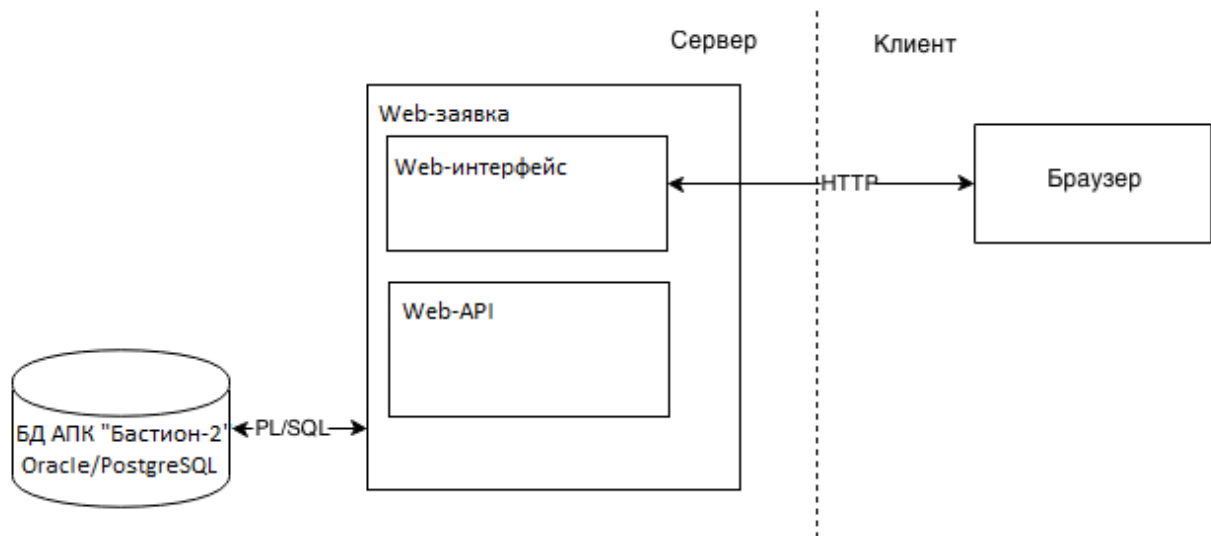 Сервер
Клиент
Web-заявка
Web-интерфейс
HTTP
Браузер
Web-API
БД АПК "Бастион-2"
Oracle/PostgreSQL
PL/SQL